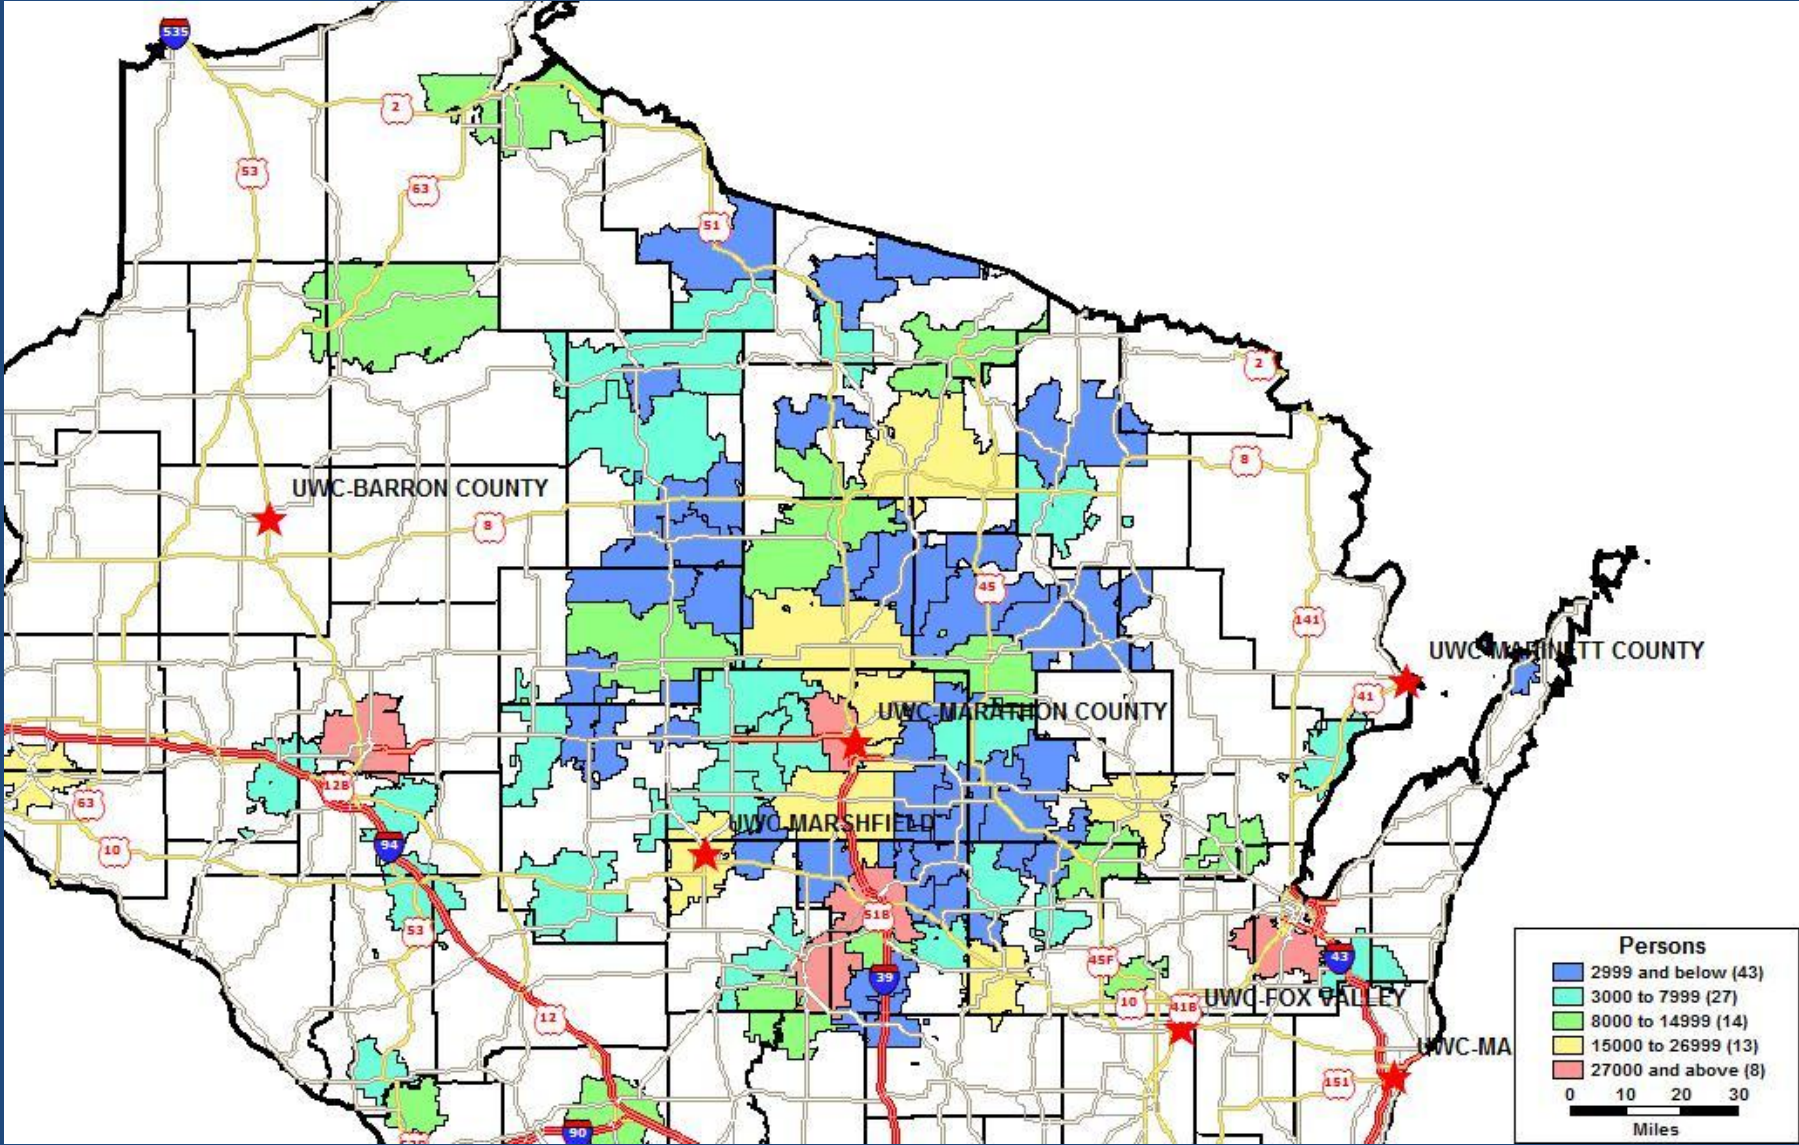 535
2
53
63
51
2
UWC-BARRON COUNTY
8
8
45
141
UWC-MARINETT COUNTY
41
UWC-MARATHON COUNTY
12B
63
UWC-MARSHFIELD
10
94
51B
53
45F
43
39
10
41B
UWC-FOX VALLEY
12
UWC-MA
151
90
Persons
2999 and below (43)
3000 to 7999 (27)
8000 to 14999 (14)
15000 to 26999 (13)
27000 and above (8)
0 10 20 30
Miles